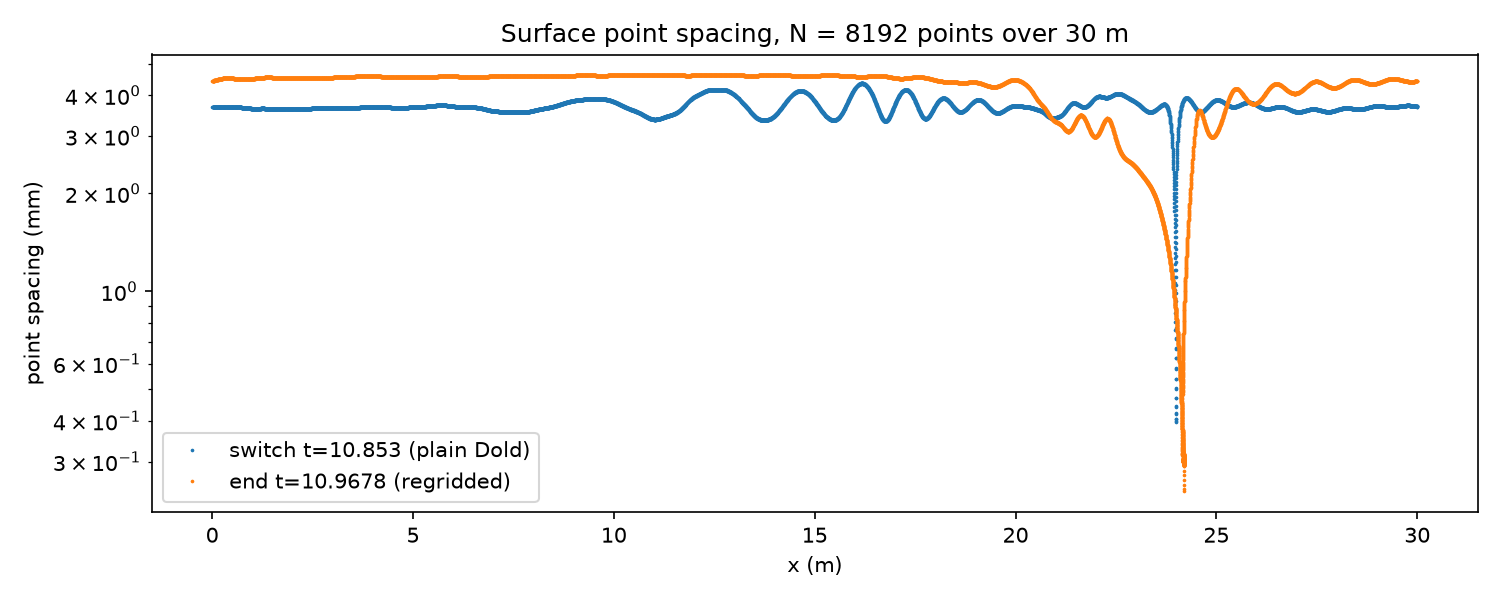 Surface point spacing, N = 8192 points over 30 m
point spacing (mm)
4 × 10⁰
3 × 10⁰
2 × 10⁰
10⁰
6 × 10⁻¹
4 × 10⁻¹
3 × 10⁻¹
switch t=10.853 (plain Dold)
end t=10.9678 (regridded)
0 5 10 15 20 25 30
x (m)